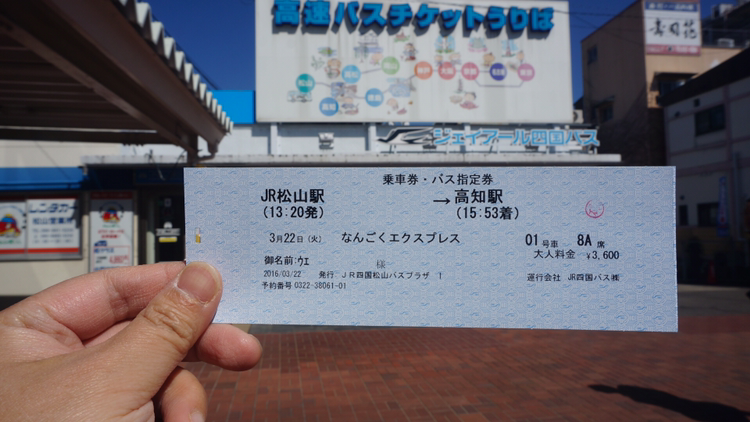 高速バスチケットうりば
ジェイアール四国バス
乗車券・バス指定券
JR松山駅
→高知駅
(13:20発)
(15:53着)
3月22日(火)
なんごくエクスプレス
01号車 8A席
大人料金 ¥3,600
御名前:ウエ 様
2016/03/22 発行:JR四国松山バスプラザ 1
運行会社 JR四国バス㈱
予約番号 0322-38061-01